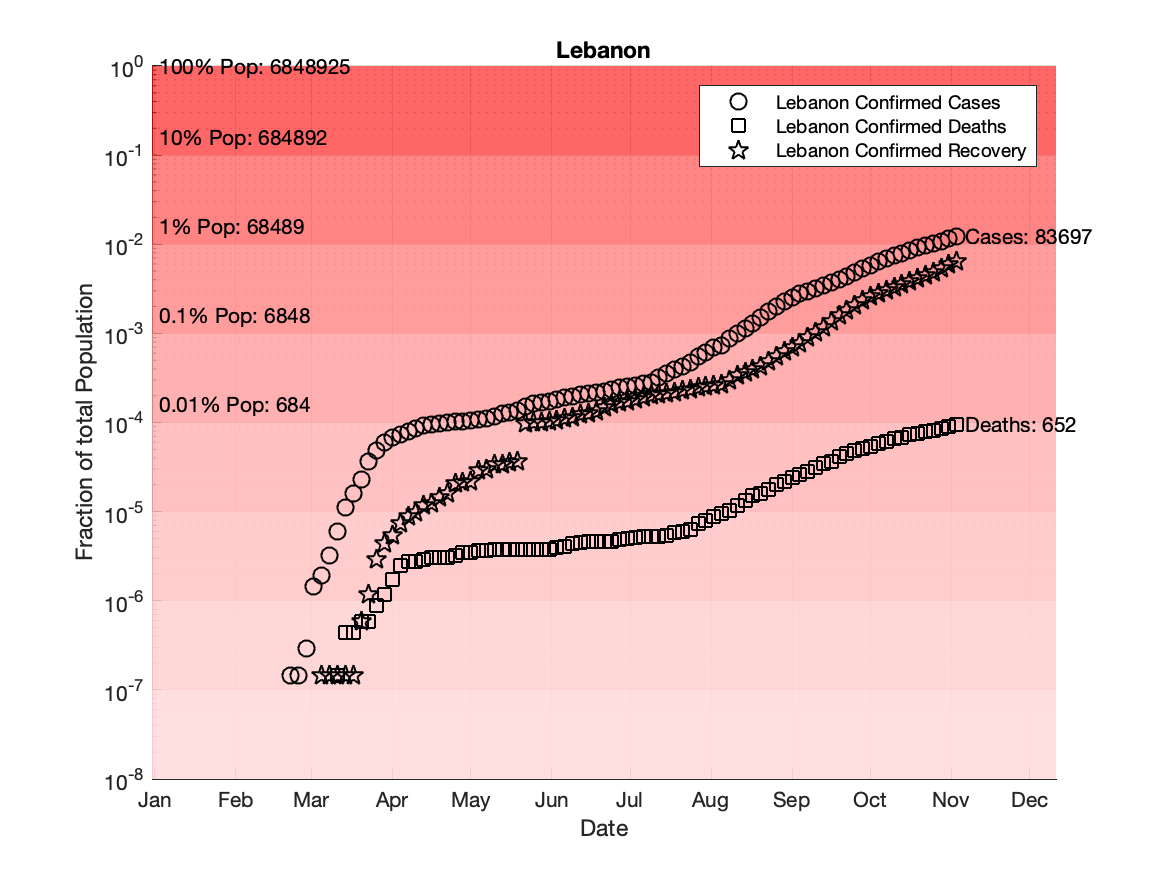 Lebanon
10^0
100% Pop: 6848925
Lebanon Confirmed Cases
Lebanon Confirmed Deaths
Lebanon Confirmed Recovery
10% Pop: 684892
10^-1
1% Pop: 68489
10^-2
Cases: 83697
0.1% Pop: 6848
10^-3
0.01% Pop: 684
10^-4
Deaths: 652
10^-5
10^-6
10^-7
10^-8
Fraction of total Population
Jan Feb Mar Apr May Jun Jul Aug Sep Oct Nov Dec
Date